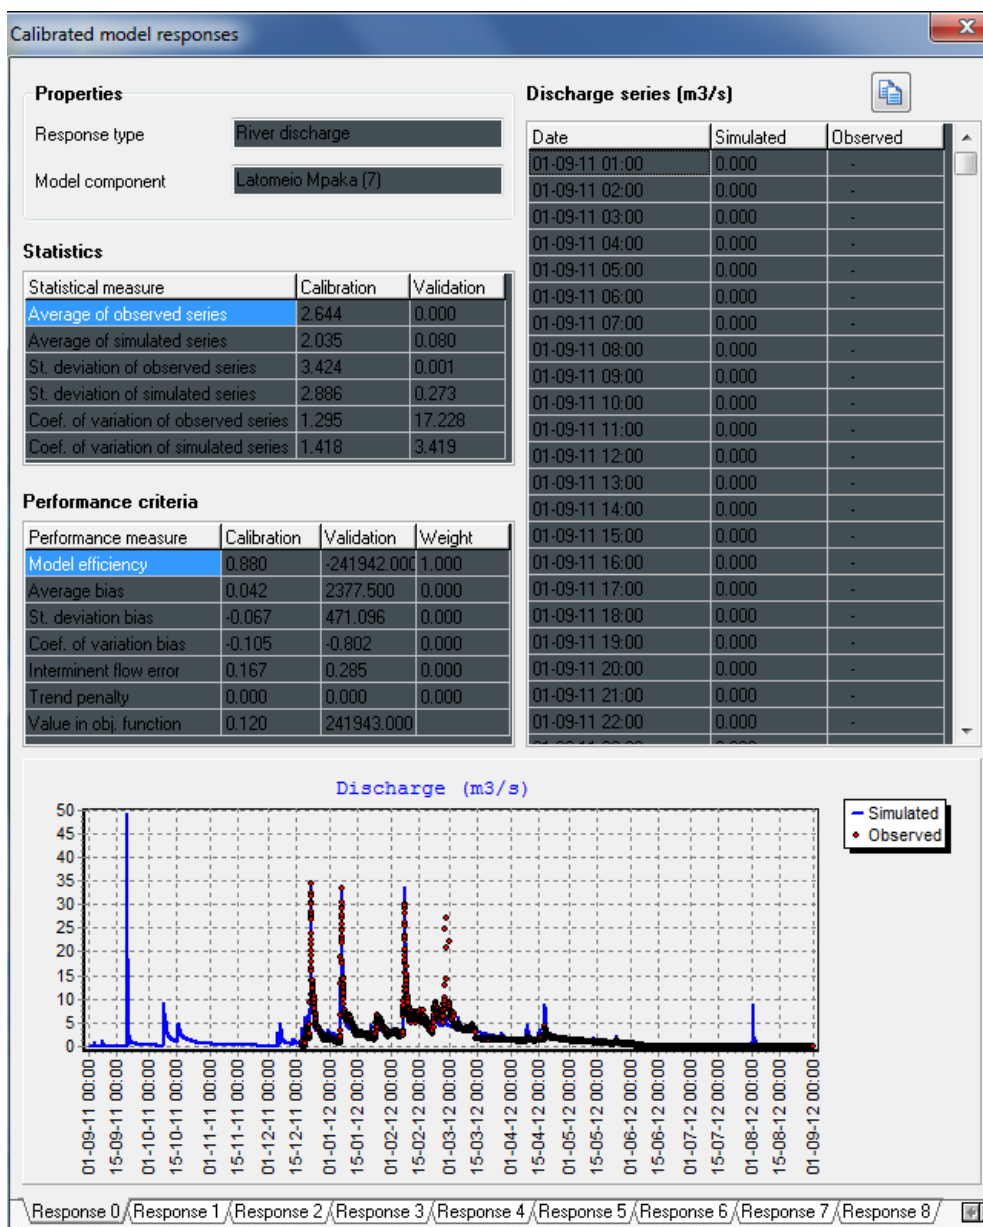 Calibrated model responses
Properties
Response type River discharge
Model component Latomeio Mpaka (7)
Statistics
Statistical measure Calibration Validation
Average of observed series 2.644 0.000
Average of simulated series 2.035 0.080
St. deviation of observed series 3.424 0.001
St. deviation of simulated series 2.886 0.273
Coef. of variation of observed series 1.295 17.228
Coef. of variation of simulated series 1.418 3.419
Performance criteria
Performance measure Calibration Validation Weight
Model efficiency 0.880 -241942.000 1.000
Average bias 0.042 2377.500 0.000
St. deviation bias -0.067 471.096 0.000
Coef. of variation bias -0.105 -0.802 0.000
Interminent flow error 0.167 0.285 0.000
Trend penalty 0.000 0.000 0.000
Value in obj. function 0.120 241943.000
Discharge series (m3/s)
Date Simulated Observed
01-09-11 01:00 0.000 -
01-09-11 02:00 0.000 -
01-09-11 03:00 0.000 -
01-09-11 04:00 0.000 -
01-09-11 05:00 0.000 -
01-09-11 06:00 0.000 -
01-09-11 07:00 0.000 -
01-09-11 08:00 0.000 -
01-09-11 09:00 0.000 -
01-09-11 10:00 0.000 -
01-09-11 11:00 0.000 -
01-09-11 12:00 0.000 -
01-09-11 13:00 0.000 -
01-09-11 14:00 0.000 -
01-09-11 15:00 0.000 -
01-09-11 16:00 0.000 -
01-09-11 17:00 0.000 -
01-09-11 18:00 0.000 -
01-09-11 19:00 0.000 -
01-09-11 20:00 0.000 -
01-09-11 21:00 0.000 -
01-09-11 22:00 0.000 -
Discharge (m3/s)
50
45
40
35
30
25
20
15
10
5
0
01-09-11 00:00
15-09-11 00:00
01-10-11 00:00
15-10-11 00:00
01-11-11 00:00
15-11-11 00:00
01-12-11 00:00
15-12-11 00:00
01-01-12 00:00
15-01-12 00:00
01-02-12 00:00
15-02-12 00:00
01-03-12 00:00
15-03-12 00:00
01-04-12 00:00
15-04-12 00:00
01-05-12 00:00
15-05-12 00:00
01-06-12 00:00
15-06-12 00:00
01-07-12 00:00
15-07-12 00:00
01-08-12 00:00
15-08-12 00:00
01-09-12 00:00
Simulated
Observed
Response 0 Response 1 Response 2 Response 3 Response 4 Response 5 Response 6 Response 7 Response 8